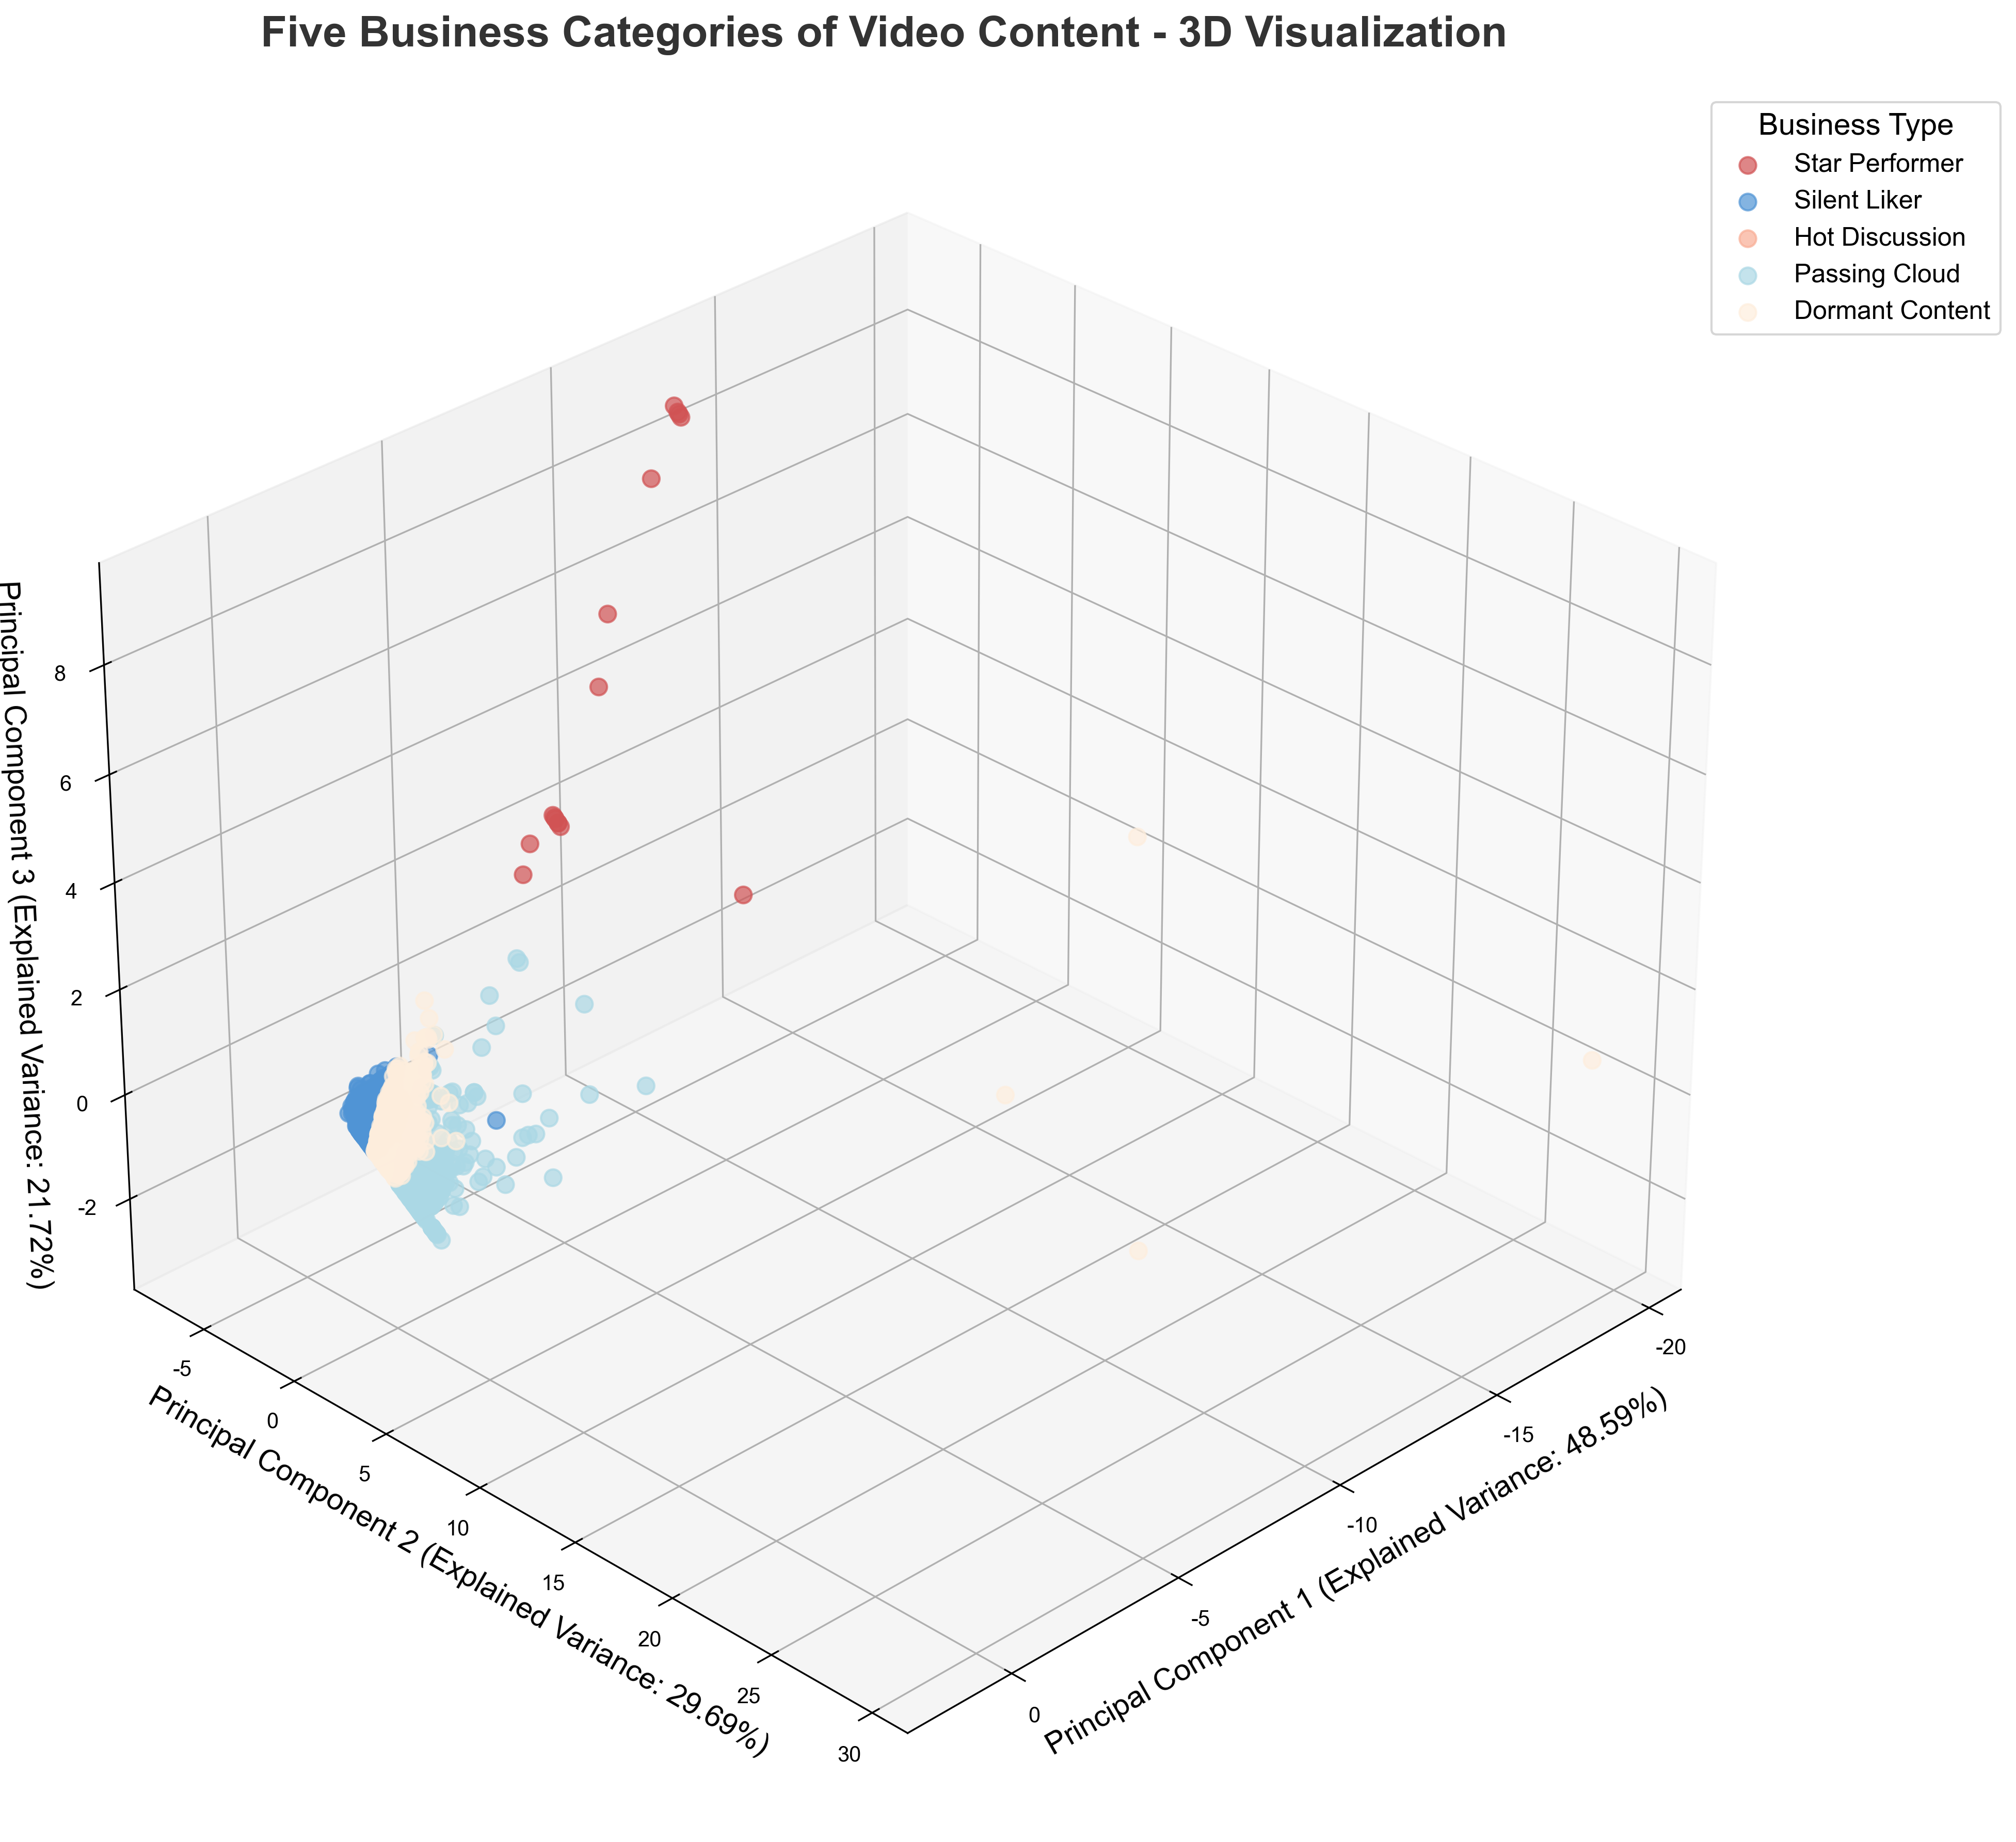 Five Business Categories of Video Content - 3D Visualization
Business Type
Star Performer
Silent Liker
Hot Discussion
Passing Cloud
Dormant Content
Principal Component 3 (Explained Variance: 21.72%)
8
6
4
2
0
-2
-5
0
5
10
15
20
25
30
Principal Component 2 (Explained Variance: 29.69%)
-20
-15
-10
-5
0
Principal Component 1 (Explained Variance: 48.59%)